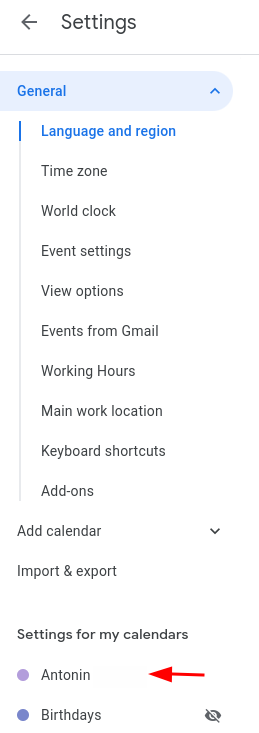 Settings
General
Language and region
Time zone
World clock
Event settings
View options
Events from Gmail
Working Hours
Main work location
Keyboard shortcuts
Add-ons
Add calendar
Import & export
Settings for my calendars
Antonin
Birthdays